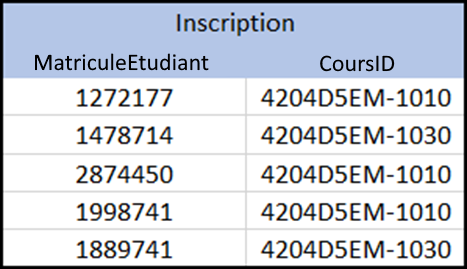 Inscription
MatriculeEtudiant CoursID
1272177 4204D5EM-1010
1478714 4204D5EM-1030
2874450 4204D5EM-1010
1998741 4204D5EM-1010
1889741 4204D5EM-1030